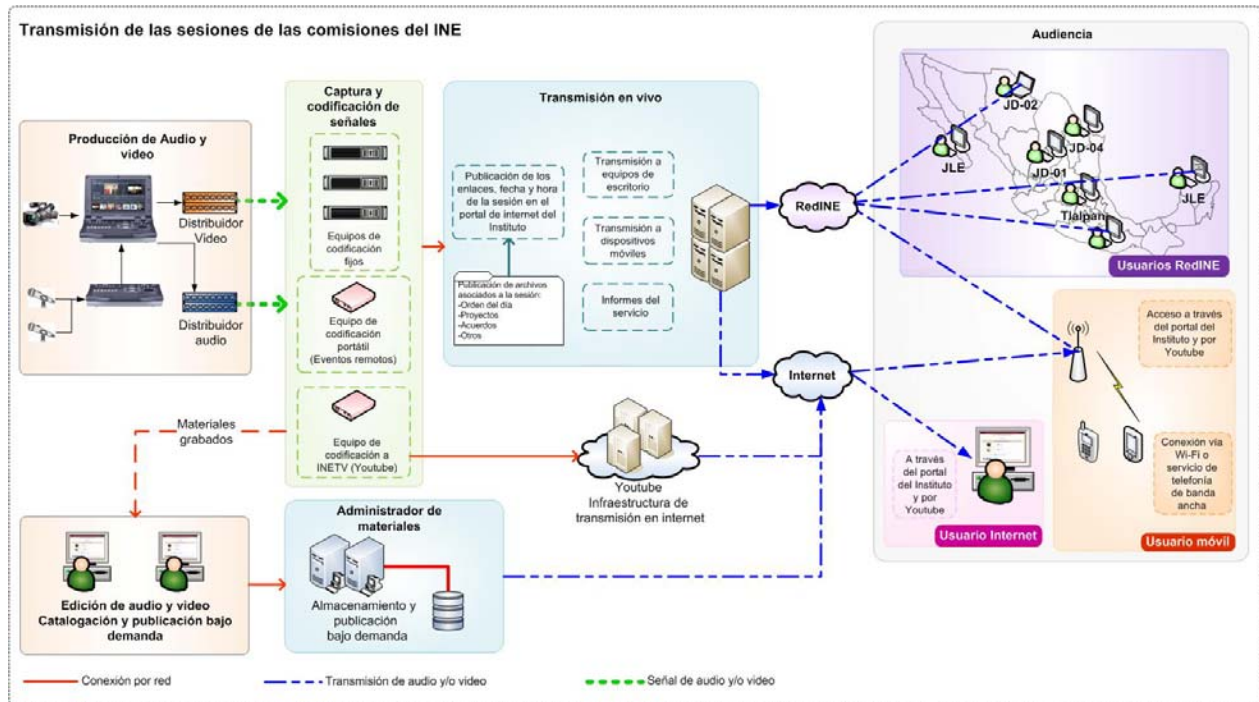 Transmisión de las sesiones de las comisiones del INE
Producción de Audio y
video
Distribuidor
Vídeo
Distribuidor
audio
Captura y
codificación de
señales
Equipos de
codificación
fijos
Equipo de
codificación
portátil
(Eventos remotos)
Equipo de
codificación a
INETV (Youtube)
Transmisión en vivo
Publicación de los
enlaces, fecha y hora
de la sesión en el
portal de internet del
Instituto
Publicación de archivos
asociados a la sesión:
-Orden del día
-Proyectos
-Acuerdos
-Otros
Transmisión a
equipos de
escritorio
Transmisión a
dispositivos
móviles
Informes del
servicio
RedINE
Internet
Audiencia
JD-02
JD-04
JLE
JD-01
JLE
Tlalpan
Usuarios RedINE
Acceso a través
del portal del
Instituto y por
Youtube
Conexión vía
Wi-Fi o
servicio de
telefonía
de banda
ancha
Usuario móvil
A través
del portal
del Instituto
y por
Youtube
Usuario Internet
Materiales
grabados
Youtube
Infraestructura de
transmisión en internet
Edición de audio y video
Catalogación y publicación bajo
demanda
Administrador de
materiales
Almacenamiento y
publicación
bajo demanda
Conexión por red
Transmisión de audio y/o video
Señal de audio y/o video